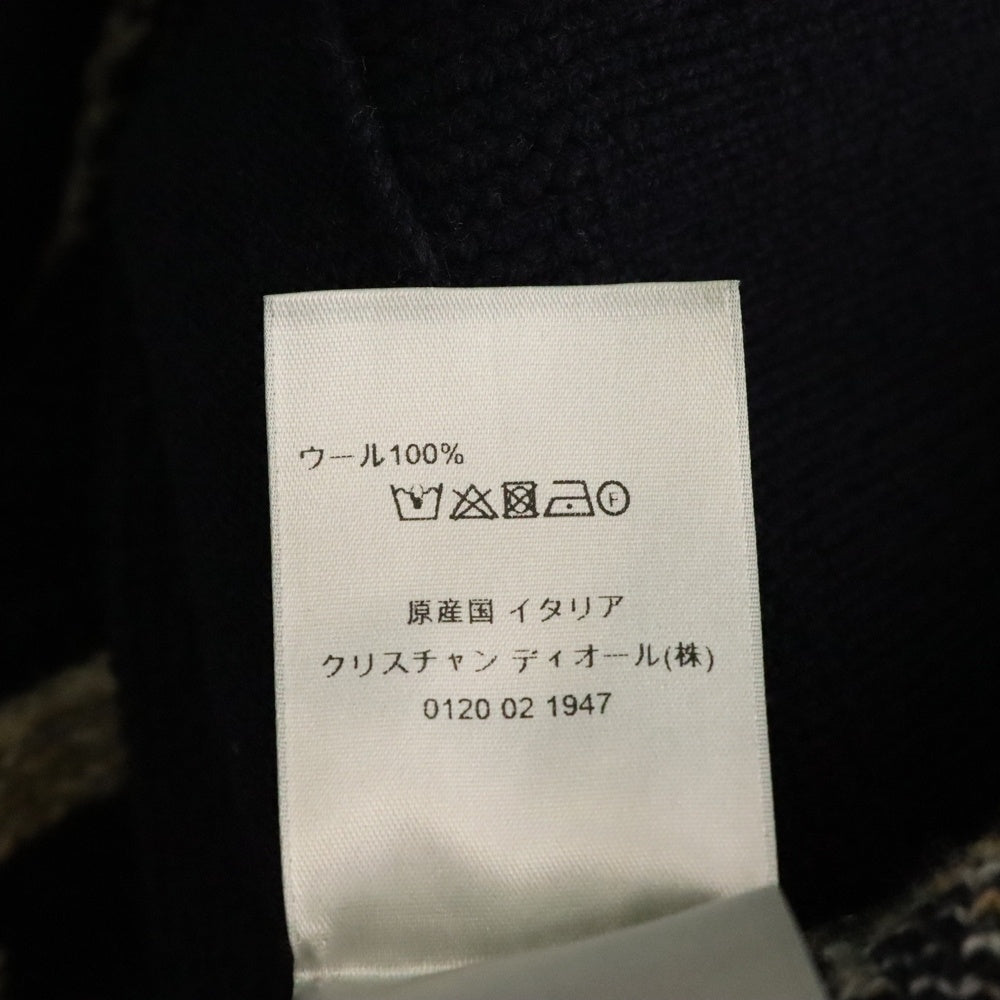 ウール100%
F
原産国 イタリア
クリスチャン ディオール(株)
0120 02 1947